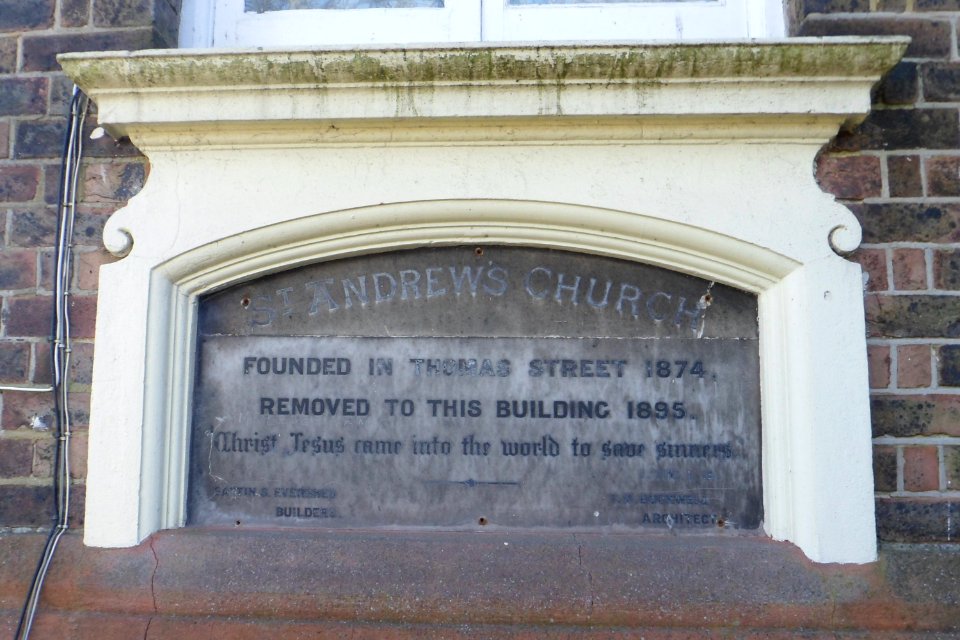 ST ANDREW'S CHURCH
FOUNDED IN THOMAS STREET 1874.
REMOVED TO THIS BUILDING 1895.
Christ Jesus came into the world to save sinners.
BUILDERS.
ARCHITECT.